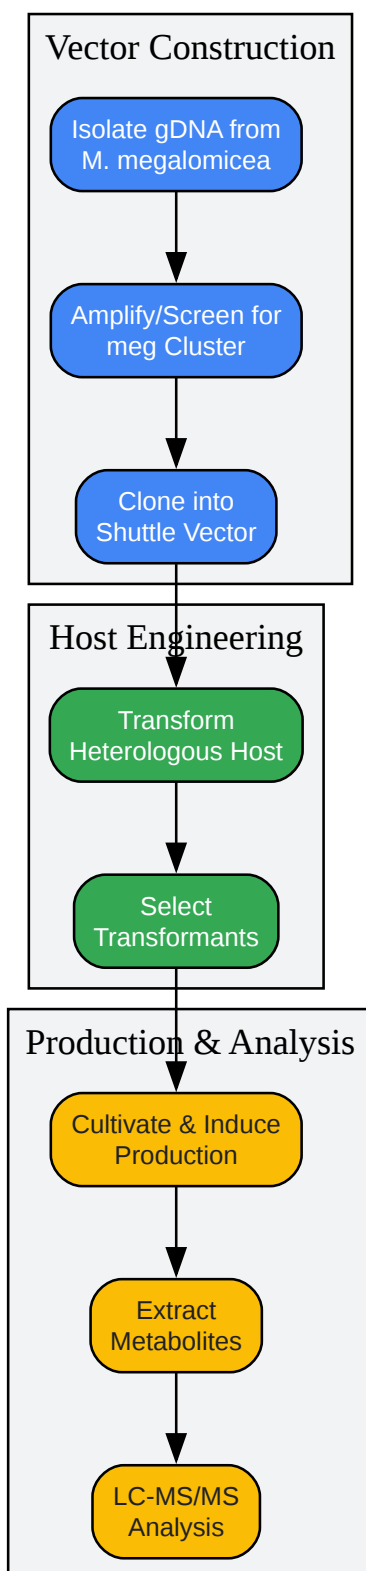 Vector Construction
Isolate gDNA from
M. megalomicea
Amplify/Screen for
meg Cluster
Clone into
Shuttle Vector
Host Engineering
Transform
Heterologous Host
Select
Transformants
Production & Analysis
Cultivate & Induce
Production
Extract
Metabolites
LC-MS/MS
Analysis